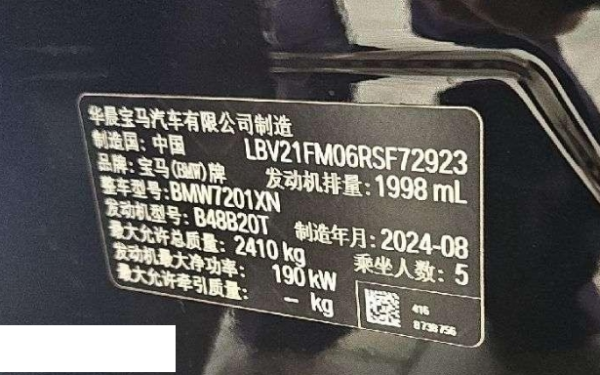 华晨宝马汽车有限公司制造
制造国: 中国 LBV21FM06RSF72923
品牌: 宝马(BMW)牌 发动机排量: 1998 mL
整车型号: BMW7201XN
发动机型号: B48B20T 制造年月: 2024-08
最大允许总质量: 2410 kg 乘坐人数: 5
发动机最大净功率: 190 kW
最大允许牵引质量: — kg
416
8738756